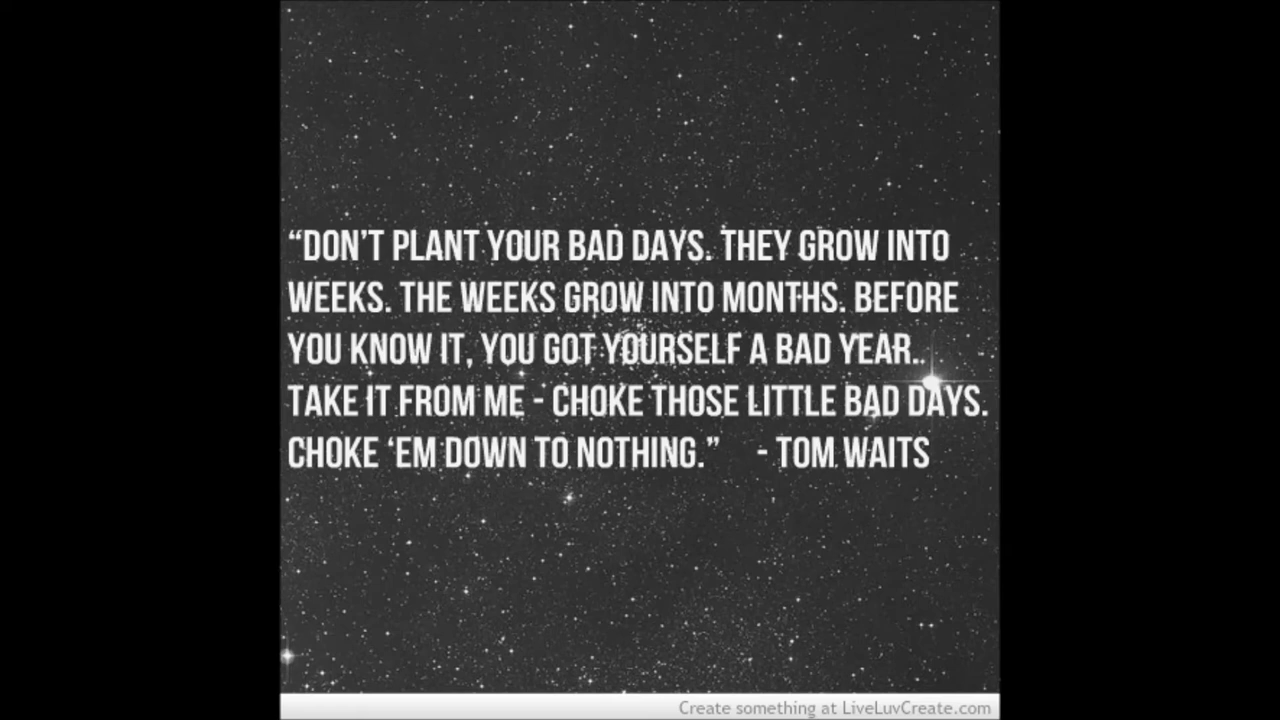 “DON’T PLANT YOUR BAD DAYS. THEY GROW INTO
WEEKS. THE WEEKS GROW INTO MONTHS. BEFORE
YOU KNOW IT, YOU GOT YOURSELF A BAD YEAR..
TAKE IT FROM ME - CHOKE THOSE LITTLE BAD DAYS.
CHOKE ‘EM DOWN TO NOTHING.” - TOM WAITS
Create something at LiveLuvCreate.com